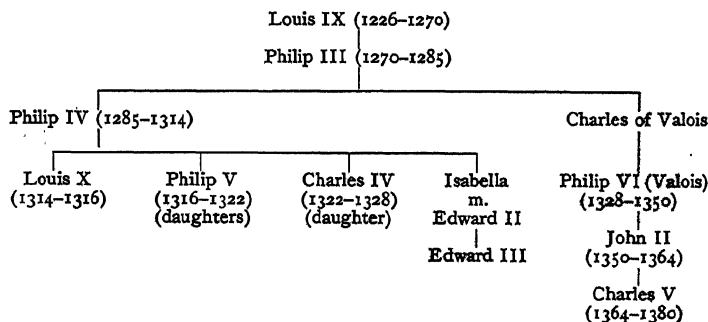 Louis IX (1226–1270)
Philip III (1270–1285)
Philip IV (1285–1314)
Charles of Valois
Louis X
(1314–1316)
Philip V
(1316–1322)
(daughters)
Charles IV
(1322–1328)
(daughter)
Isabella
m.
Edward II
Edward III
Philip VI (Valois)
(1328–1350)
John II
(1350–1364)
Charles V
(1364–1380)